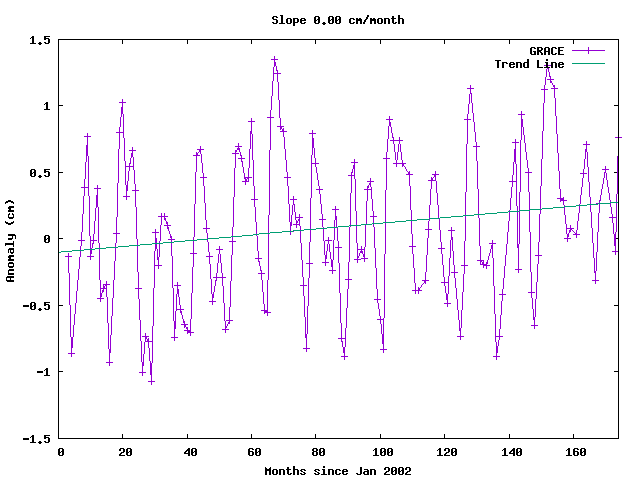 Slope 0.00 cm/month
GRACE
Trend Line
1.5
1
0.5
0
-0.5
-1
-1.5
Anomaly (cm)
0 20 40 60 80 100 120 140 160
Months since Jan 2002